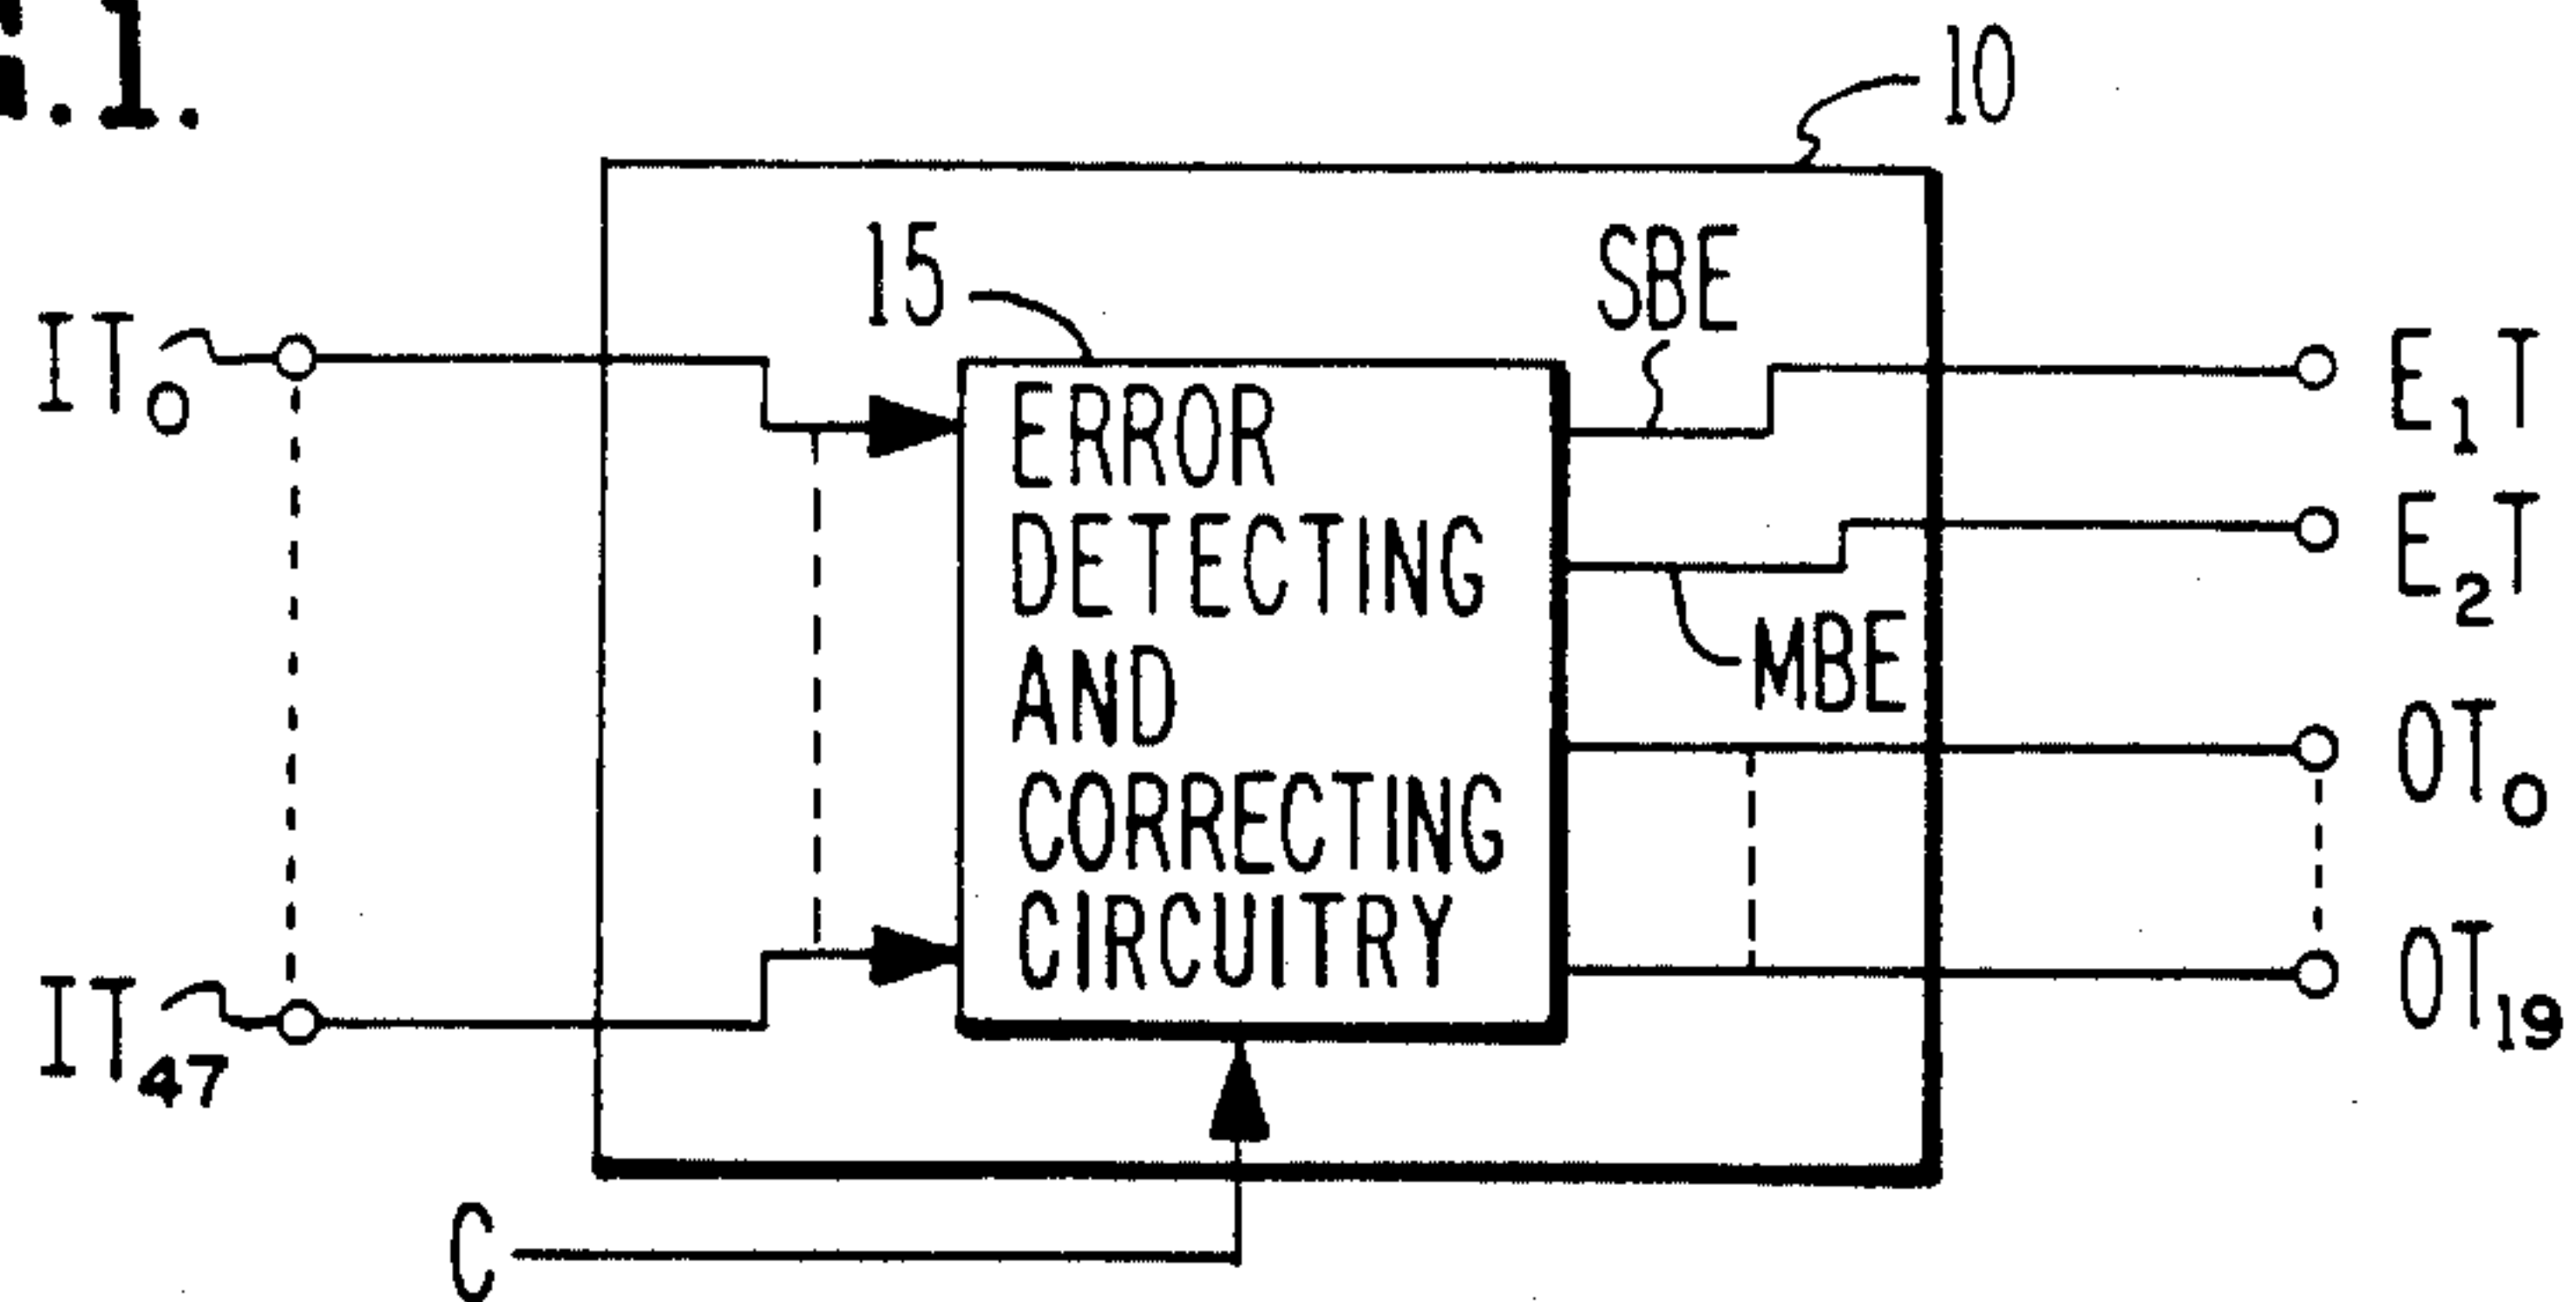 .1.
10
15
SBE
IT0
E1T
ERROR
DETECTING
AND
CORRECTING
CIRCUITRY
E2T
MBE
OT0
OT19
IT47
C